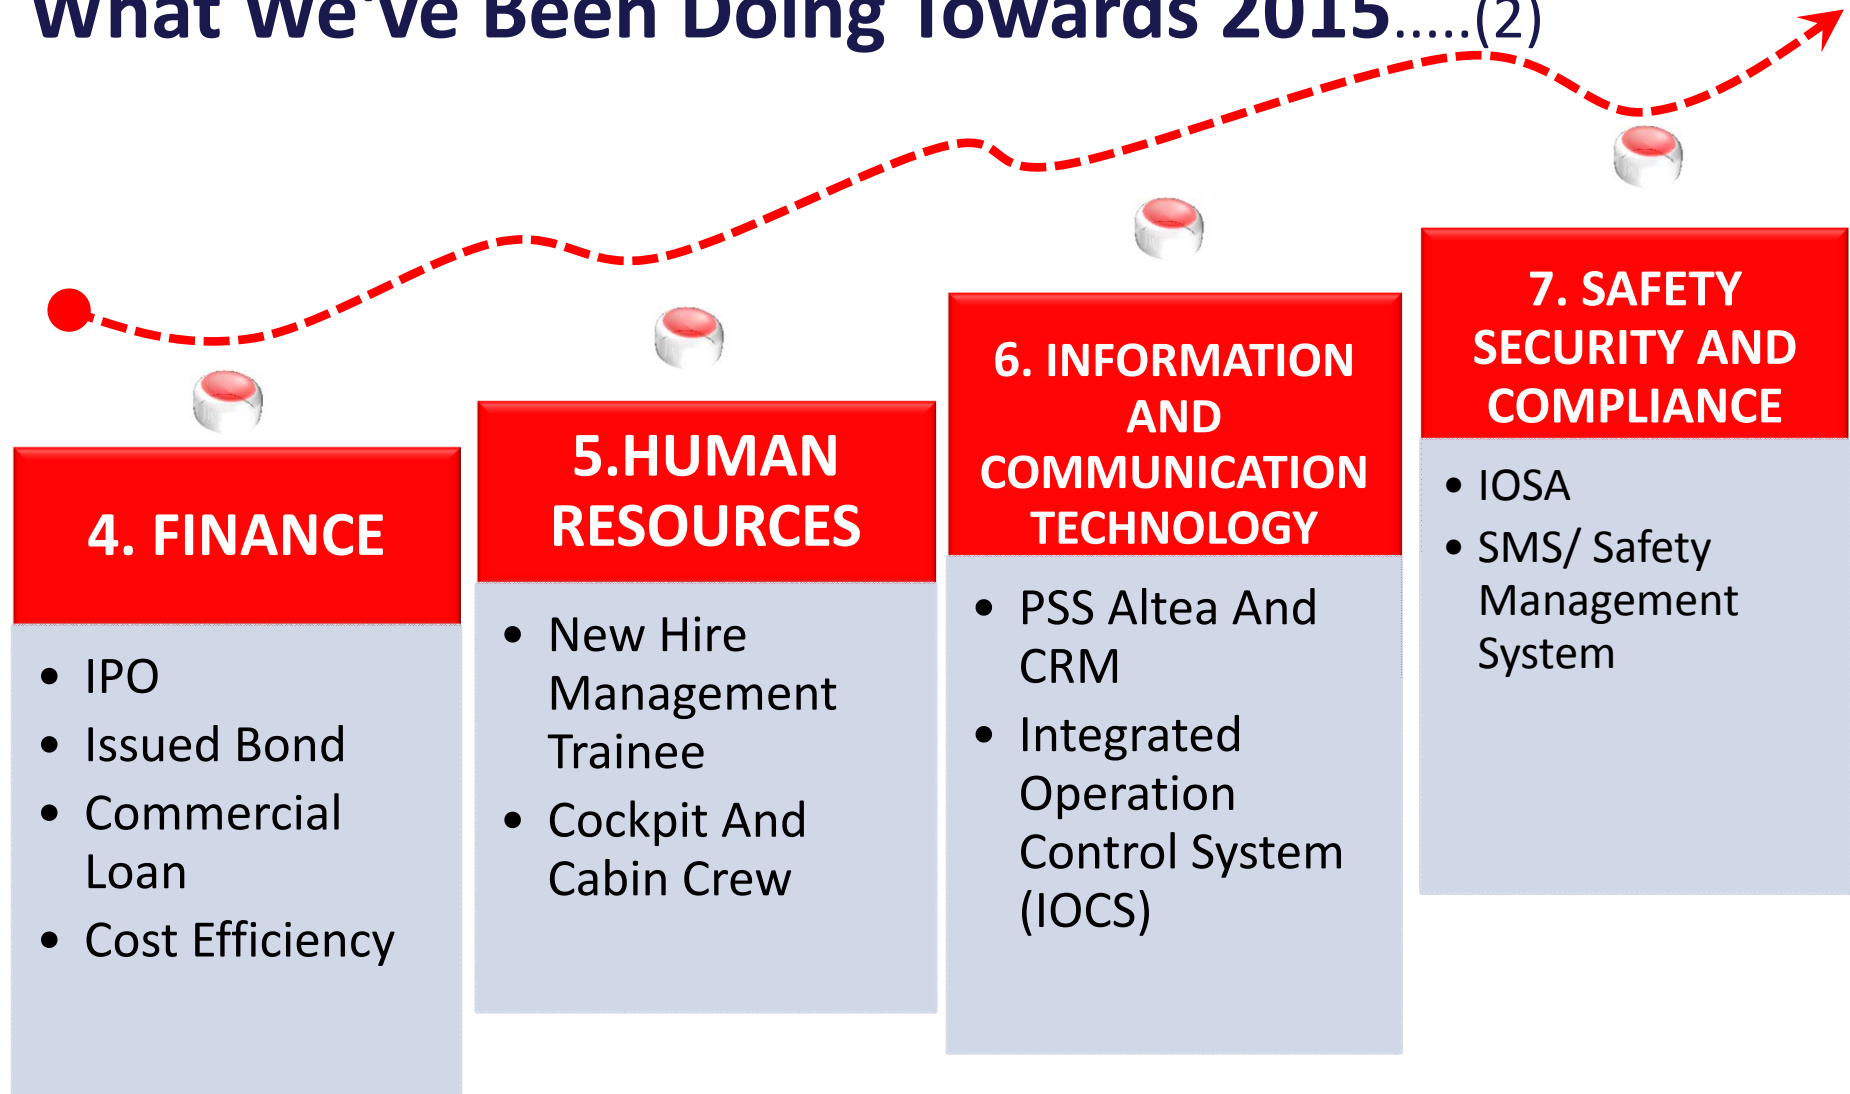 What We've Been Doing Towards 2015.....(2)
4. FINANCE
• IPO
• Issued Bond
• Commercial
Loan
• Cost Efficiency
5.HUMAN
RESOURCES
• New Hire
Management
Trainee
• Cockpit And
Cabin Crew
6. INFORMATION
AND
COMMUNICATION
TECHNOLOGY
• PSS Altea And
CRM
• Integrated
Operation
Control System
(IOCS)
7. SAFETY
SECURITY AND
COMPLIANCE
• IOSA
• SMS/ Safety
Management
System